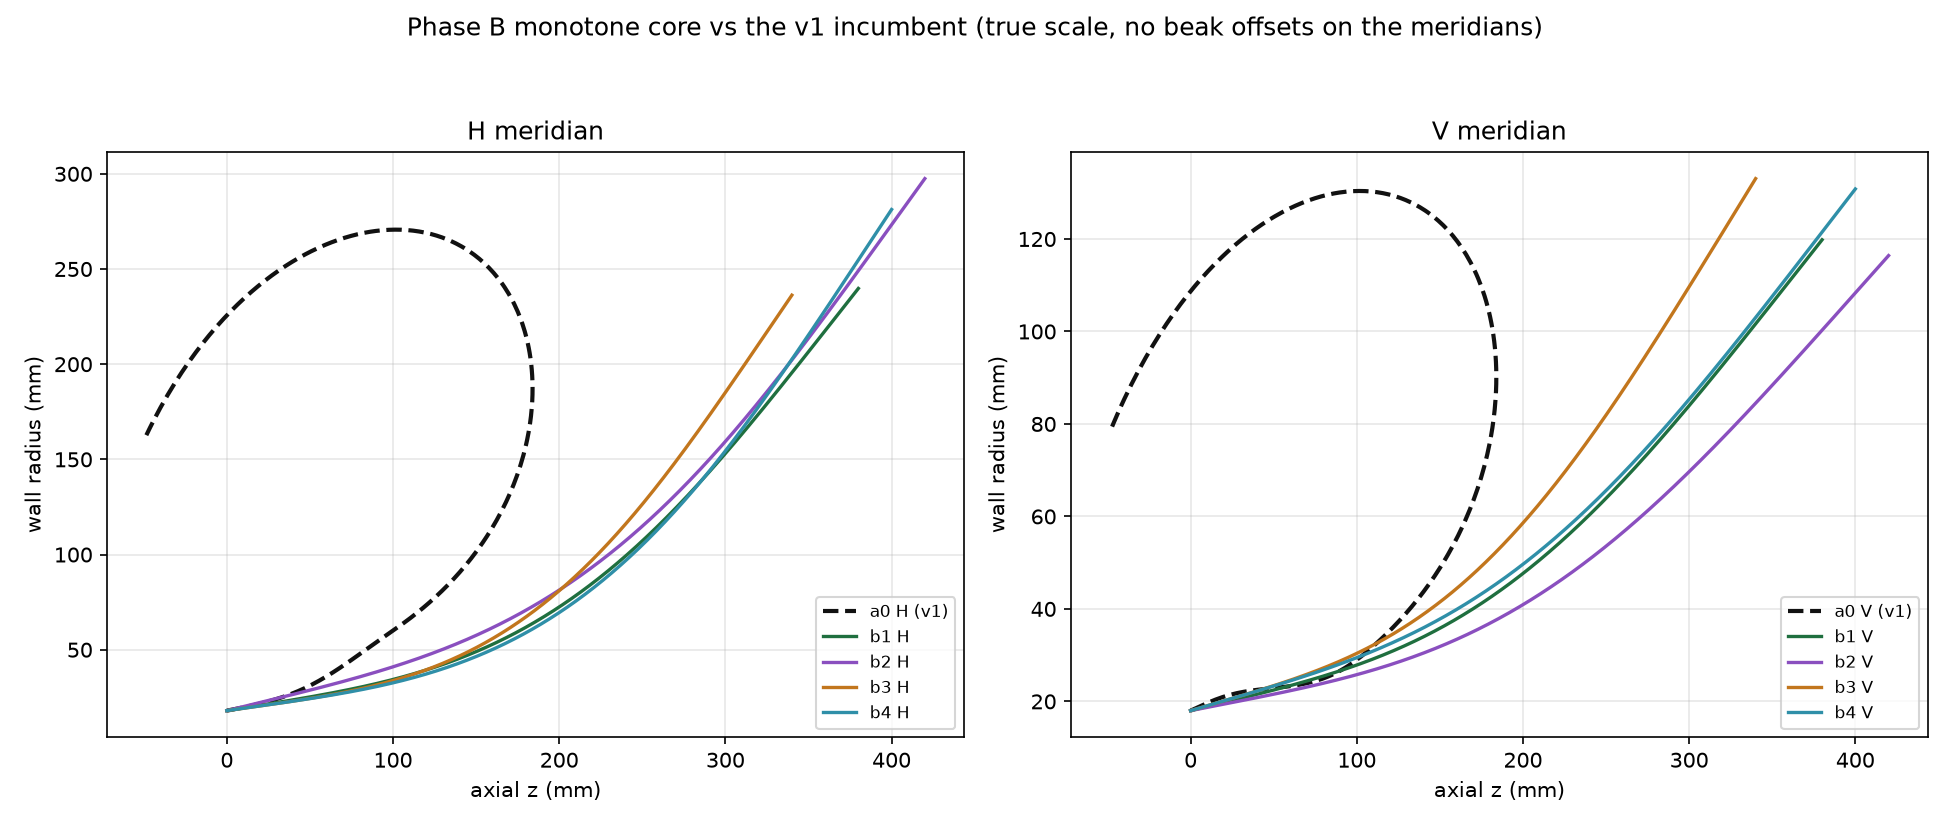 Phase B monotone core vs the v1 incumbent (true scale, no beak offsets on the meridians)
H meridian
wall radius (mm)
300
250
200
150
100
50
0
100
200
300
400
axial z (mm)
a0 H (v1)
b1 H
b2 H
b3 H
b4 H
V meridian
wall radius (mm)
120
100
80
60
40
20
0
100
200
300
400
axial z (mm)
a0 V (v1)
b1 V
b2 V
b3 V
b4 V